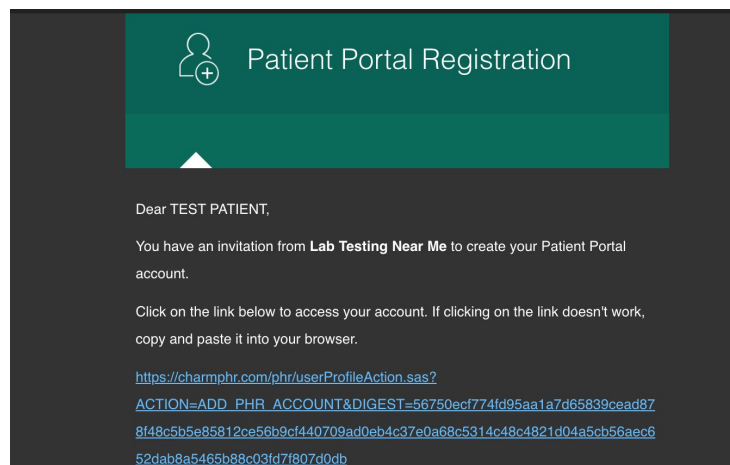 Patient Portal Registration
Dear TEST PATIENT,
You have an invitation from Lab Testing Near Me to create your Patient Portal
account.
Click on the link below to access your account. If clicking on the link doesn't work,
copy and paste it into your browser.
https://charmphr.com/phr/userProfileAction.sas?
ACTION=ADD_PHR_ACCOUNT&DIGEST=56750ecf774fd95aa1a7d65839cead87
8f48c5b5e85812ce56b9cf440709ad0eb4c37e0a68c5314c48c4821d04a5cb56aec6
52dab8a5465b88c03fd7f807d0db